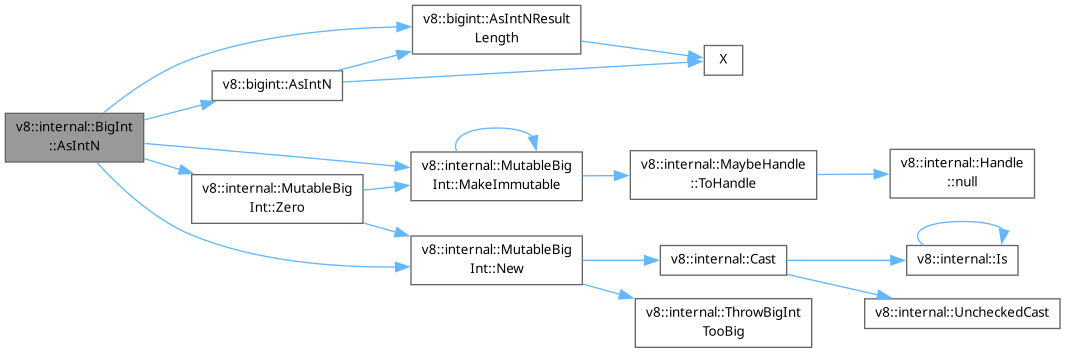 v8::bigint::AsIntNResult
Length
X
v8::bigint::AsIntN
v8::internal::BigInt
::AsIntN
v8::internal::MutableBig
Int::MakeImmutable
v8::internal::MaybeHandle
::ToHandle
v8::internal::Handle
::null
v8::internal::MutableBig
Int::Zero
v8::internal::MutableBig
Int::New
v8::internal::Cast
v8::internal::Is
v8::internal::ThrowBigInt
TooBig
v8::internal::UncheckedCast